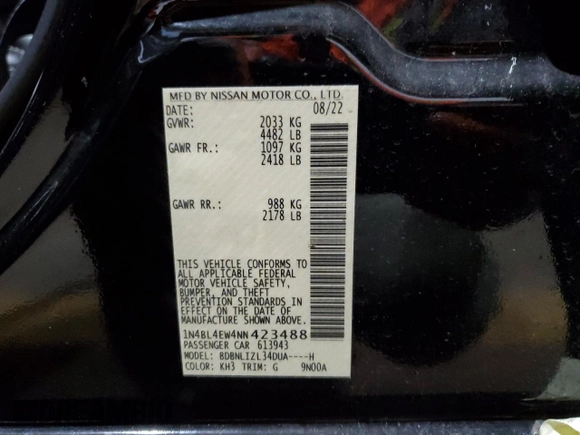 MFD BY NISSAN MOTOR CO., LTD.
DATE: 08/22
GVWR: 2033 KG
4482 LB
GAWR FR.: 1097 KG
2418 LB
GAWR RR.: 988 KG
2178 LB
THIS VEHICLE CONFORMS TO
ALL APPLICABLE FEDERAL
MOTOR VEHICLE SAFETY,
BUMPER, AND THEFT
PREVENTION STANDARDS IN
EFFECT ON THE DATE OF
MANUFACTURE SHOWN ABOVE.
1N4BL4EW4NN423488
PASSENGER CAR 613943
MODEL: BDBNLIZL34DUA----H
COLOR: KH3 TRIM: G 9N00A